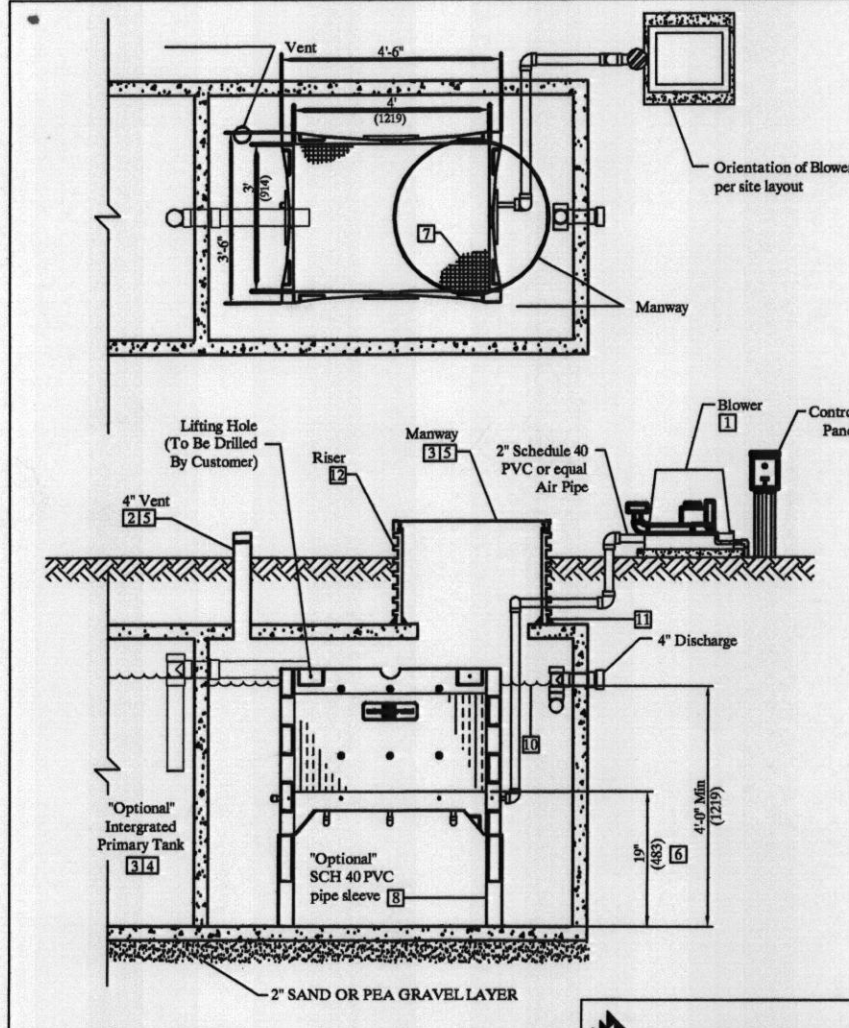 Vent
4'-6"
4'
(1219)
3'
(914)
3'-6"
7
Orientation of Blower
per site layout
Manway
Lifting Hole
(To Be Drilled
By Customer)
Riser
12
Manway
3 5
2" Schedule 40
PVC or equal
Air Pipe
Blower
1
Contro
Pane
4" Vent
2 5
11
4" Discharge
10
"Optional"
Intergrated
Primary Tank
3 4
"Optional"
SCH 40 PVC
pipe sleeve 8
19"
(483)
6
4'-0" Min
(1219)
2" SAND OR PEA GRAVEL LAYER